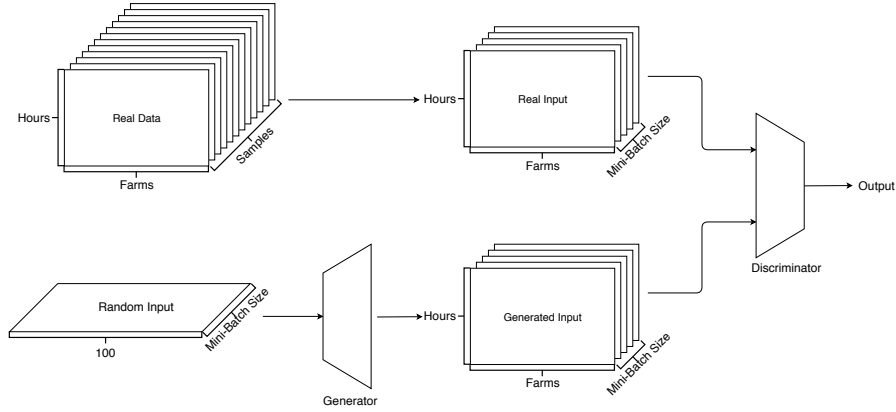 Hours
Real Data
Samples
Farms
Hours
Real Input
Mini-Batch Size
Farms
Output
Discriminator
Random Input
Mini-Batch Size
100
Generator
Hours
Generated Input
Mini-Batch Size
Farms